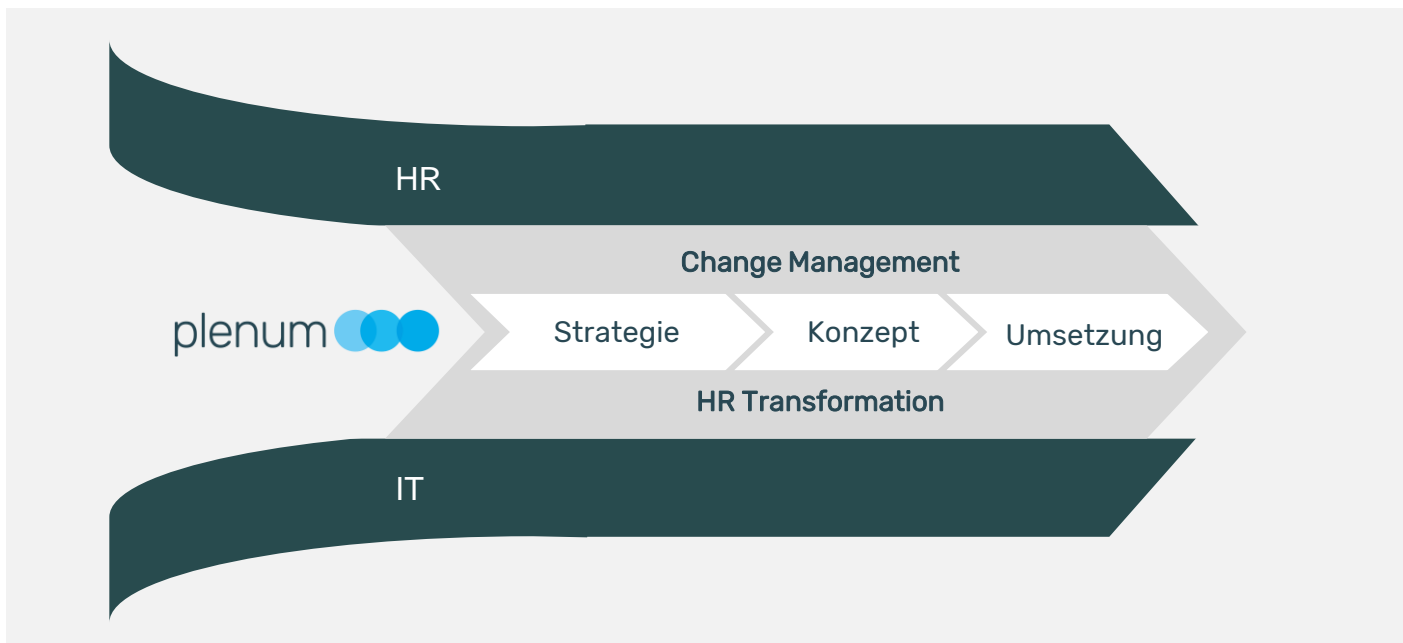 HR
Change Management
plenum
Strategie
Konzept
Umsetzung
HR Transformation
IT